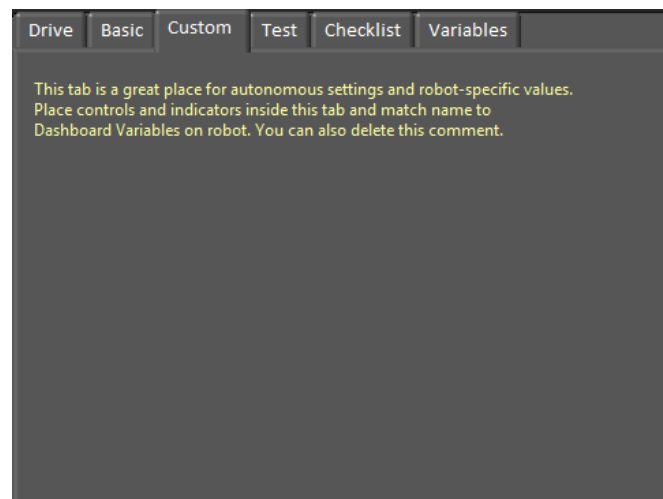 Drive Basic Custom Test Checklist Variables
This tab is a great place for autonomous settings and robot-specific values.
Place controls and indicators inside this tab and match name to
Dashboard Variables on robot. You can also delete this comment.